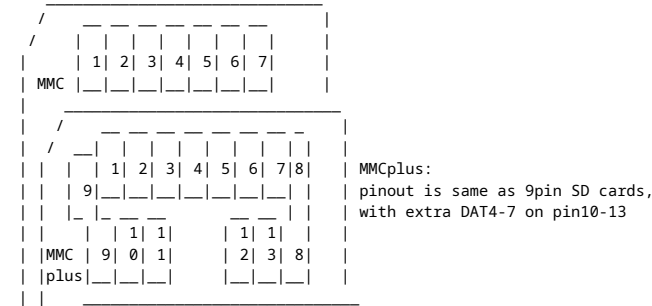 1| 2| 3| 4| 5| 6| 7|
MMC
1| 2| 3| 4| 5| 6| 7|8| MMCplus:
9| pinout is same as 9pin SD cards,
with extra DAT4-7 on pin10-13
1| 1| 1| 1|
MMC | 9| 0| 1| | 2| 3| 8|
plus